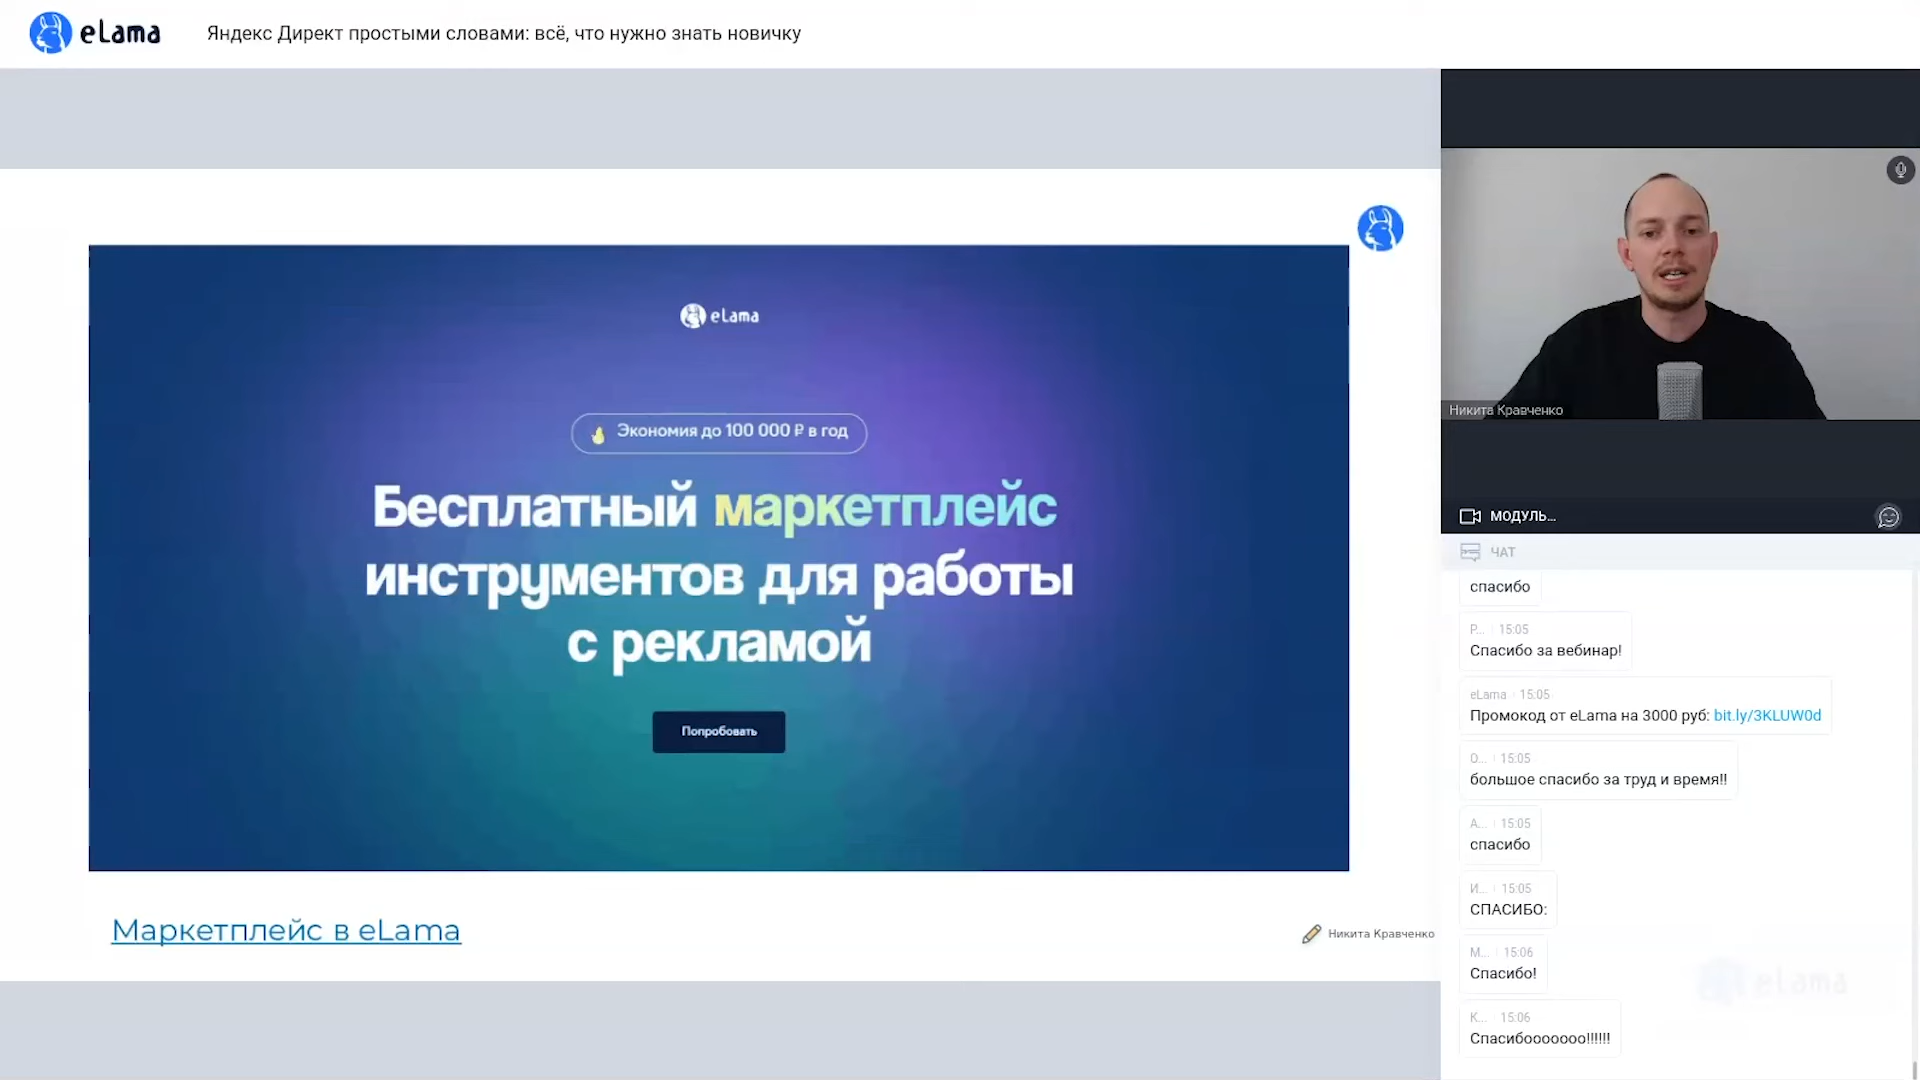 eLama
Яндекс Директ простыми словами: всё, что нужно знать новичку
eLama
Экономия до 100 000 ₽ в год
Бесплатный маркетплейс
инструментов для работы
с рекламой
Попробовать
Маркетплейс в eLama
Никита Кравченко
Никита Кравченко
МОДУЛЬ...
ЧАТ
спасибо
Р... 15:05
Спасибо за вебинар!
eLama 15:05
Промокод от eLama на 3000 руб: bit.ly/3KLUW0d
О... 15:05
большое спасибо за труд и время!!
А... 15:05
спасибо
И... 15:05
СПАСИБО:
М... 15:06
Спасибо!
К... 15:06
Спасибооооооо!!!!!!
eLama